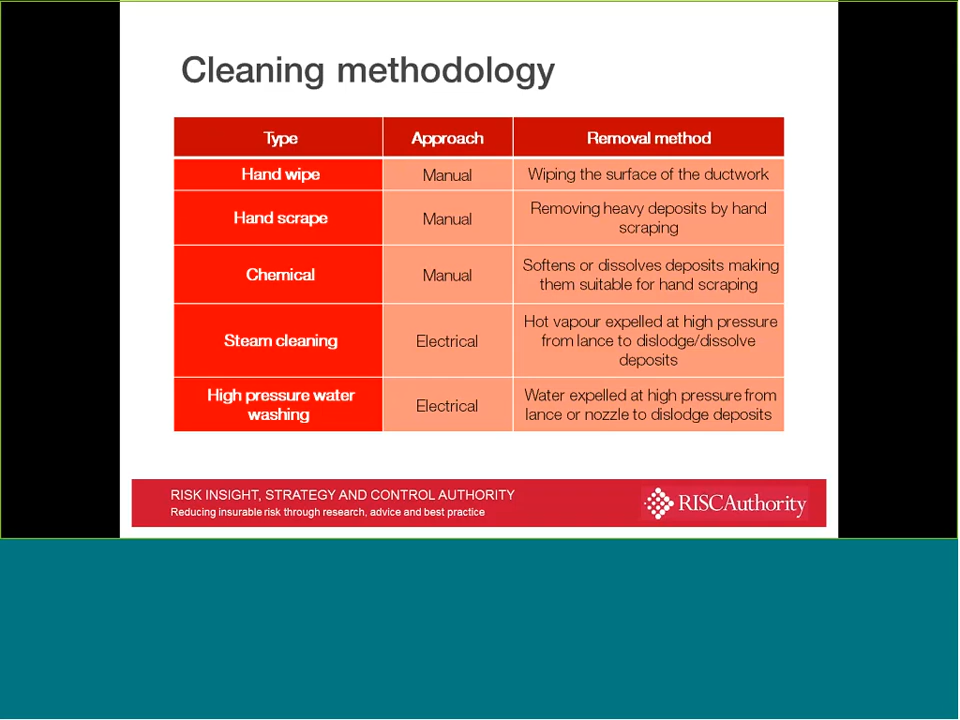 Cleaning methodology
Type Approach Removal method
Hand wipe Manual Wiping the surface of the ductwork
Hand scrape Manual Removing heavy deposits by hand
scraping
Chemical Manual Softens or dissolves deposits making
them suitable for hand scraping
Steam cleaning Electrical Hot vapour expelled at high pressure
from lance to dislodge/dissolve
deposits
High pressure water
washing
Electrical
Water expelled at high pressure from
lance or nozzle to dislodge deposits
RISK INSIGHT, STRATEGY AND CONTROL AUTHORITY
Reducing insurable risk through research, advice and best practice
RISCAuthority